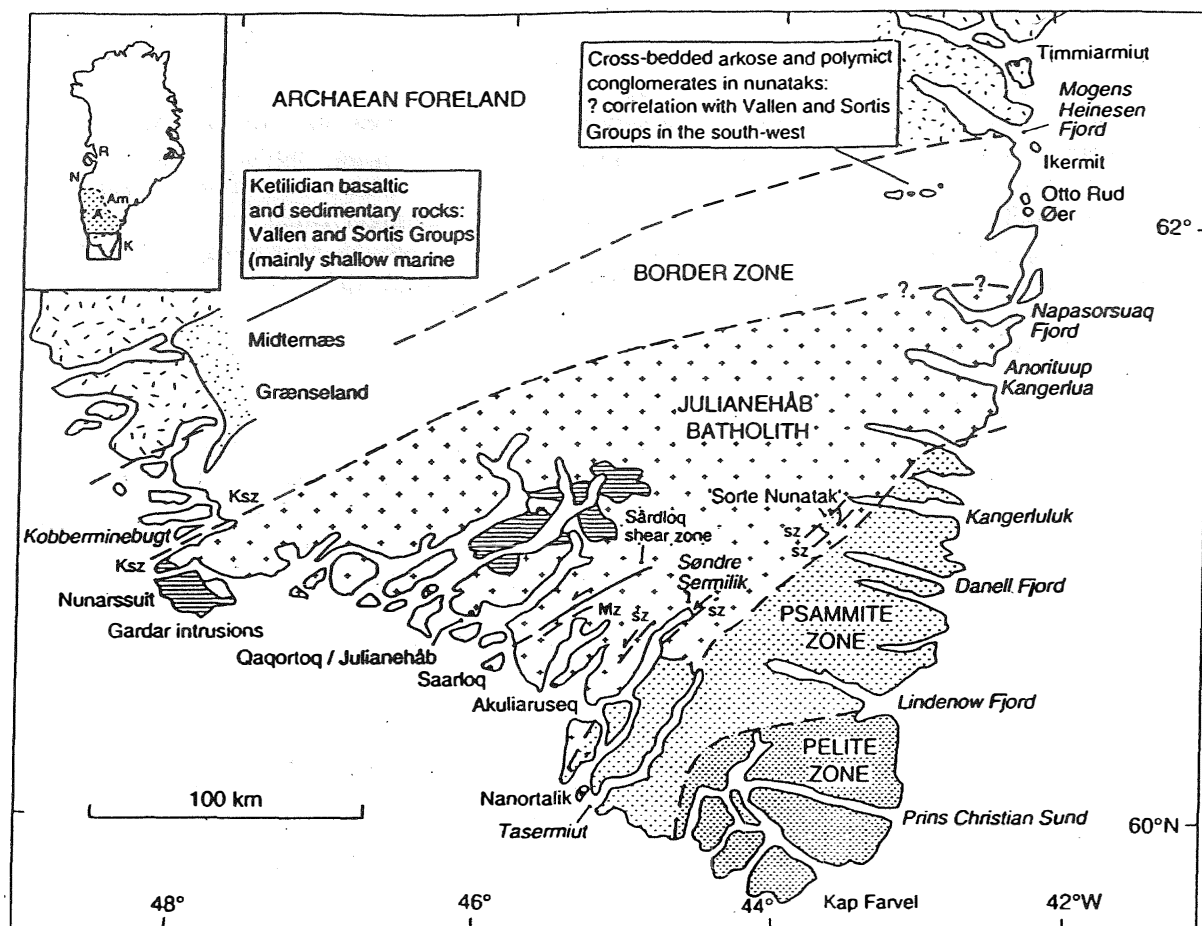 ARCHAEAN FORELAND
Cross-bedded arkose and polymict
conglomerates in nunataks:
? correlation with Vallen and Sortis
Groups in the south-west
Timmiarmiut
Mogens
Heinesen
Fjord
Ikermit
Otto Rud
Øer
62°
R
N
Am
A
K
Ketilidian basaltic
and sedimentary rocks:
Vallen and Sortis Groups
(mainly shallow marine
BORDER ZONE
? ?
Napasorsuaq
Fjord
Midternæs
Grænseland
Anorituup
Kangerlua
JULIANEHÅB
BATHOLITH
Ksz
Kobberminebugt
Ksz
Nunarssuit
Gardar intrusions
Sorte Nunatak
sz
sz
Kangerluluk
Sârdloq
shear zone
Søndre
Sermilik
Mz
sz
sz
Danell Fjord
PSAMMITE
ZONE
Qaqortoq / Julianehåb
Saarloq
Akuliaruseq
Lindenow Fjord
PELITE
ZONE
100 km
Nanortalik
Tasermiut
Prins Christian Sund
60°N
Kap Farvel
48°
46°
44°
42°W